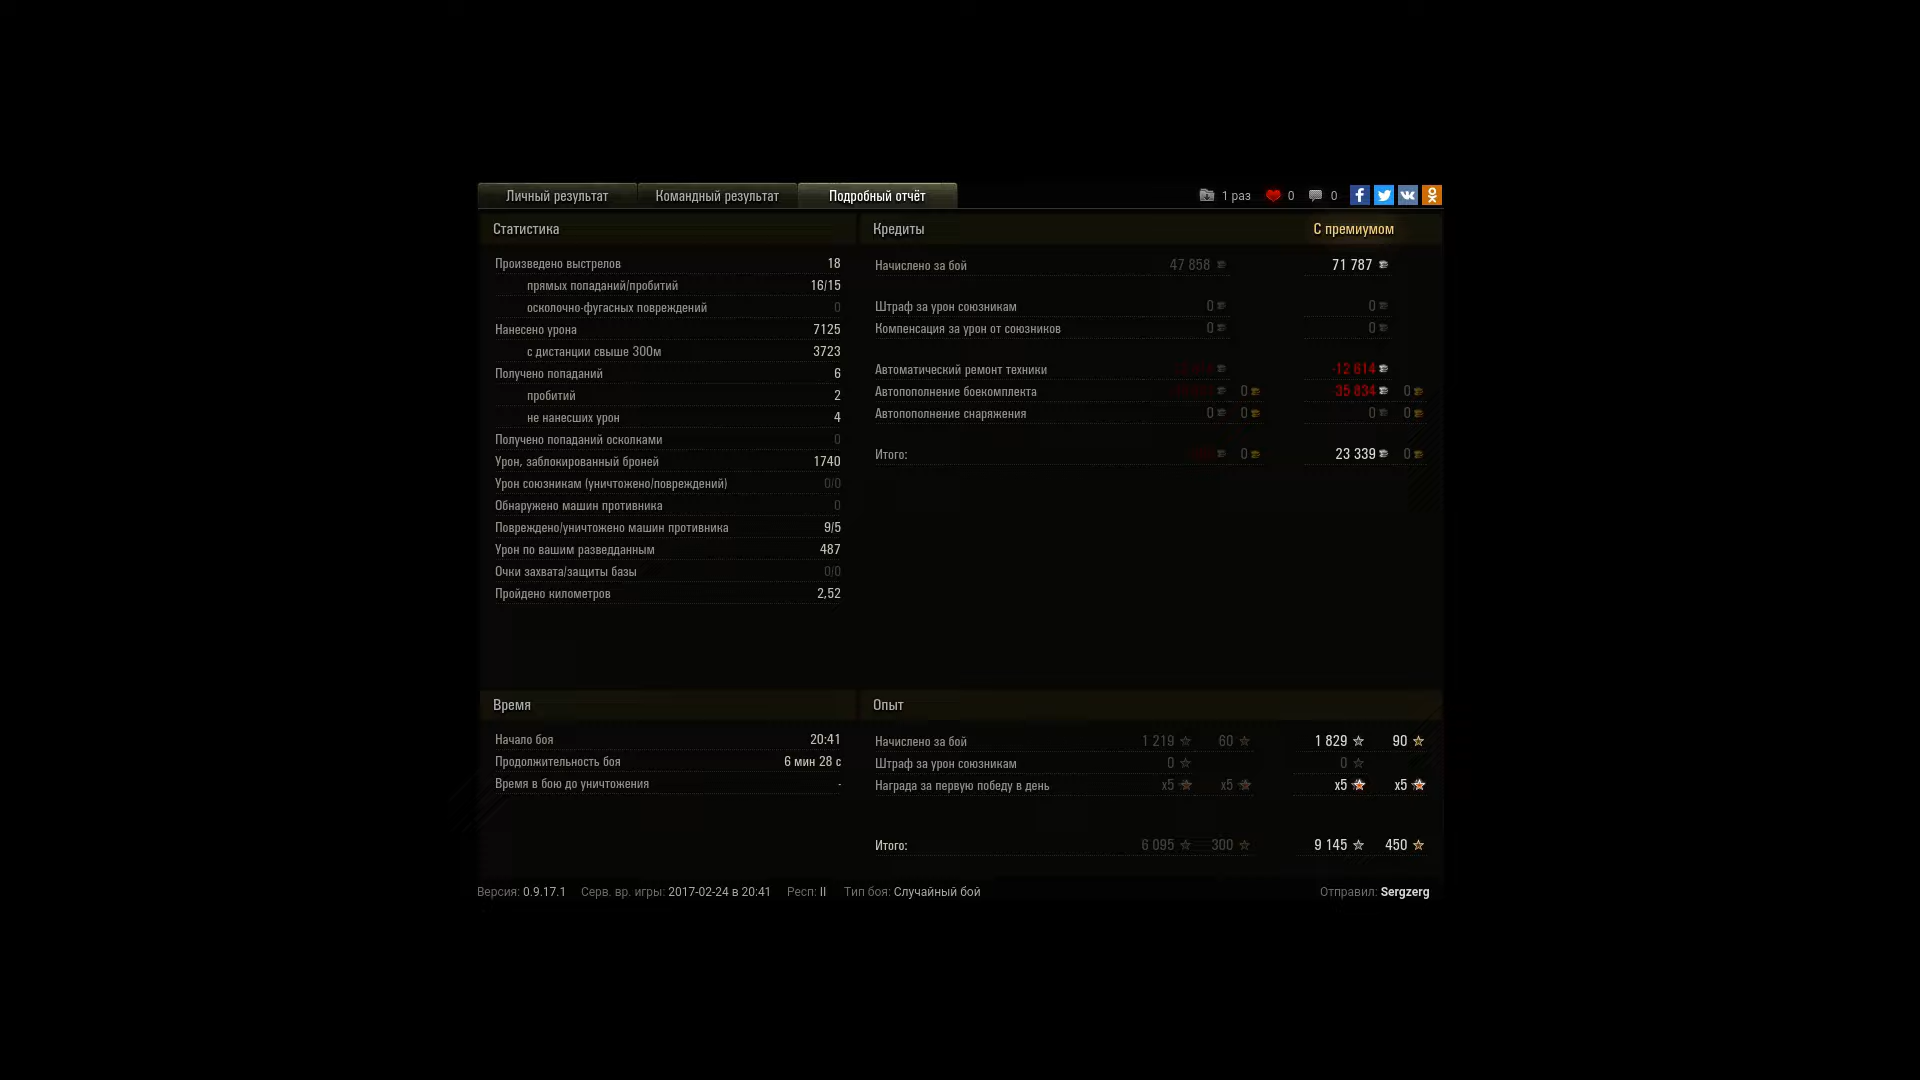 Личный результат Командный результат Подробный отчёт 1 раз 0 0
Статистика
Произведено выстрелов 18
прямых попаданий/пробитий 16/15
осколочно-фугасных повреждений 0
Нанесено урона 7125
с дистанции свыше 300м 3723
Получено попаданий 6
пробитий 2
не нанесших урон 4
Получено попаданий осколками 0
Урон, заблокированный броней 1740
Урон союзникам (уничтожено/повреждений) 0/0
Обнаружено машин противника 0
Повреждено/уничтожено машин противника 9/5
Урон по вашим разведданным 487
Очки захвата/защиты базы 0/0
Пройдено километров 2,52
Кредиты С премиумом
Начислено за бой 47 858 71 787
Штраф за урон союзникам 0 0
Компенсация за урон от союзников 0 0
Автоматический ремонт техники -12 614
Автопополнение боекомплекта 0 35 834 0
Автопополнение снаряжения 0 0 0 0
Итого: 0 23 339 0
Время
Начало боя 20:41
Продолжительность боя 6 мин 28 с
Время в бою до уничтожения -
Опыт
Начислено за бой 1 219 60 1 829 90
Штраф за урон союзникам 0 0
Награда за первую победу в день x5 x5 x5 x5
Итого: 6 095 300 9 145 450
Версия: 0.9.17.1 Серв. вр. игры: 2017-02-24 в 20:41 Респ: II Тип боя: Случайный бой Отправил: Sergzerg